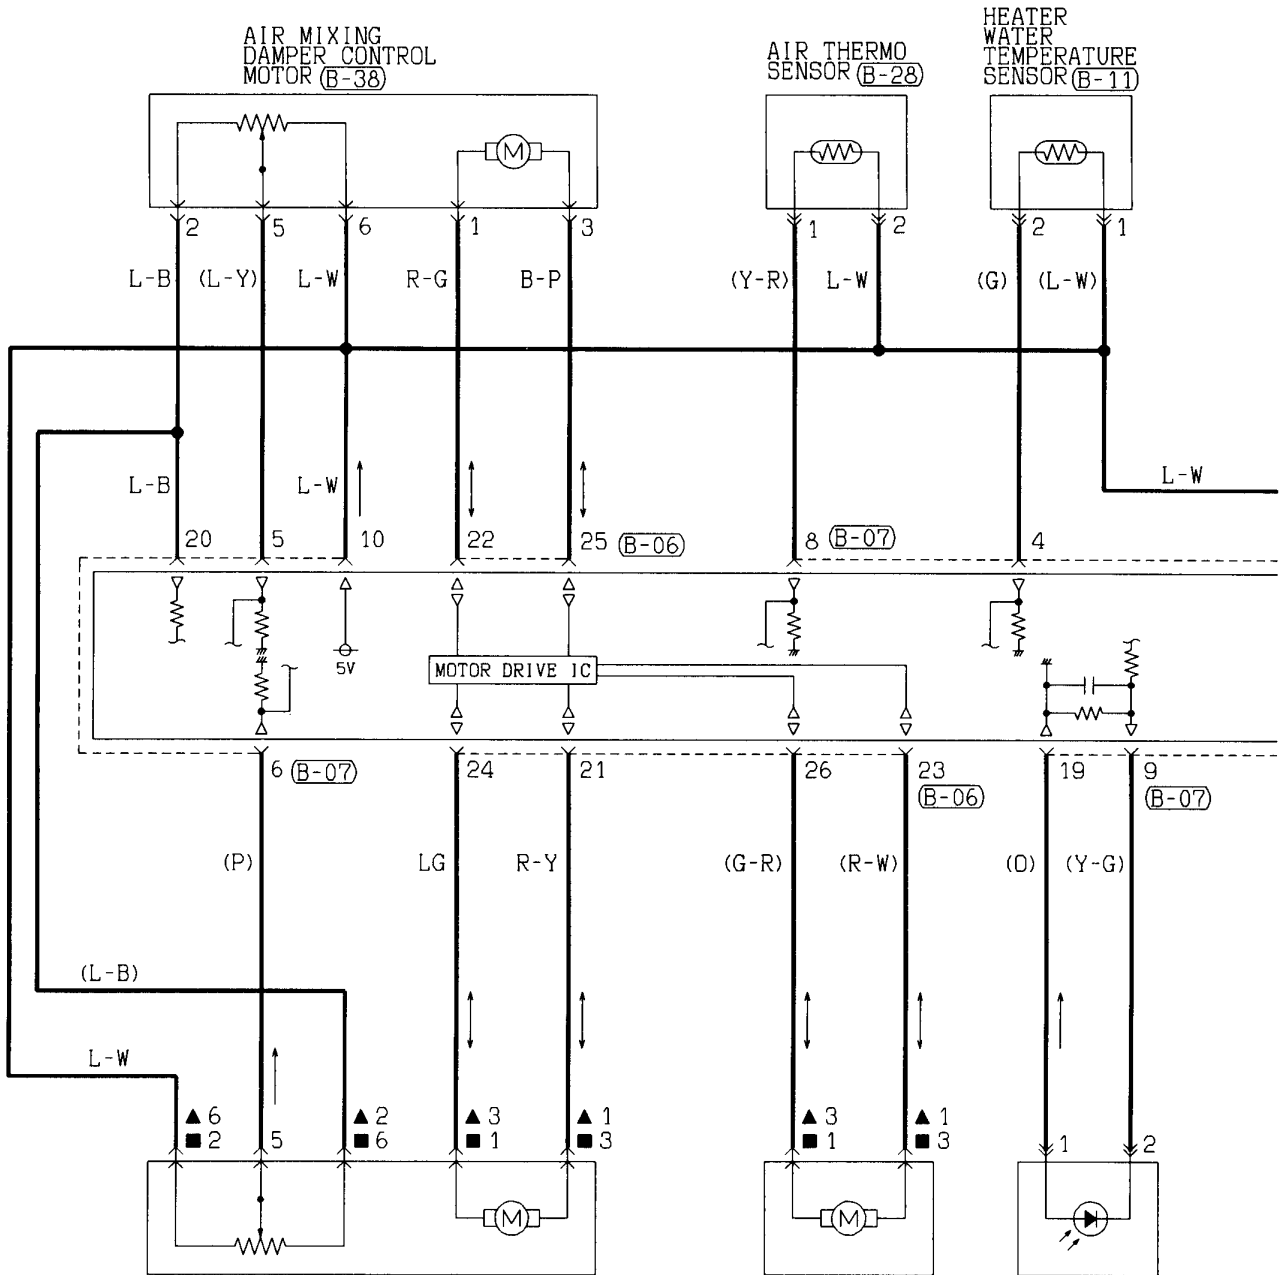 AIR MIXING
DAMPER CONTROL
MOTOR (B-38)
AIR THERMO
SENSOR (B-28)
HEATER
WATER
TEMPERATURE
SENSOR (B-11)
M
2 5 6 1 3 1 2 2 1
L-B (L-Y) L-W R-G B-P (Y-R) L-W (G) (L-W)
L-B L-W L-W
20 5 10 22 25 (B-06) 8 (B-07) 4
5V
MOTOR DRIVE IC
6 (B-07) 24 21 26 23 19 9
(B-06) (B-07)
(P) LG R-Y (G-R) (R-W) (O) (Y-G)
(L-B)
L-W
▲6 ▲2 ▲3 ▲1 ▲3 ▲1
■2 5 ■6 ■1 ■3 ■1 ■3 1 2
M M